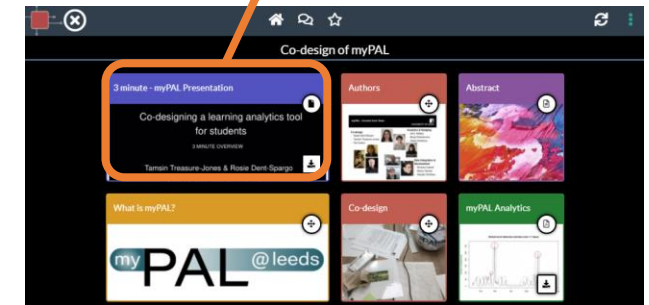 Co-design of myPAL
3 minute - myPAL Presentation
Co-designing a learning analytics tool
for students
3 MINUTE OVERVIEW
Tamsin Treasure-Jones & Rosie Dent-Spargo
Authors
Abstract
What is myPAL?
my PAL @leeds
Co-design
myPAL Analytics